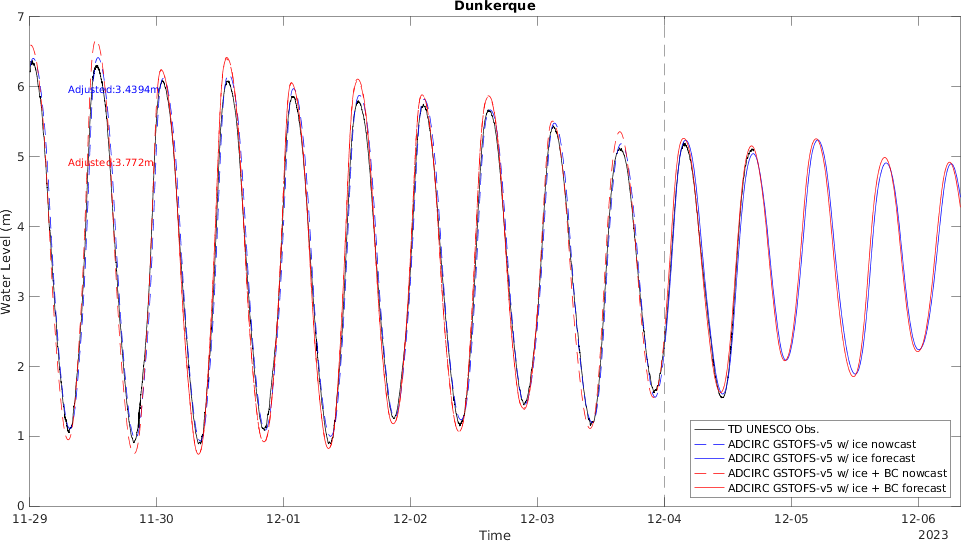 Dunkerque
7
6
5
4
3
2
1
0
Water Level (m)
Adjusted:3.4394m
Adjusted:3.772m
TD UNESCO Obs.
ADCIRC GSTOFS-v5 w/ ice nowcast
ADCIRC GSTOFS-v5 w/ ice forecast
ADCIRC GSTOFS-v5 w/ ice + BC nowcast
ADCIRC GSTOFS-v5 w/ ice + BC forecast
11-29 11-30 12-01 12-02 12-03 12-04 12-05 12-06
Time
2023